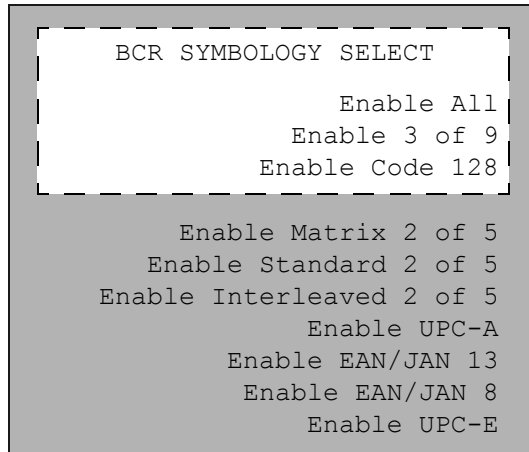 BCR SYMBOLOGY SELECT
Enable All
Enable 3 of 9
Enable Code 128
Enable Matrix 2 of 5
Enable Standard 2 of 5
Enable Interleaved 2 of 5
Enable UPC-A
Enable EAN/JAN 13
Enable EAN/JAN 8
Enable UPC-E